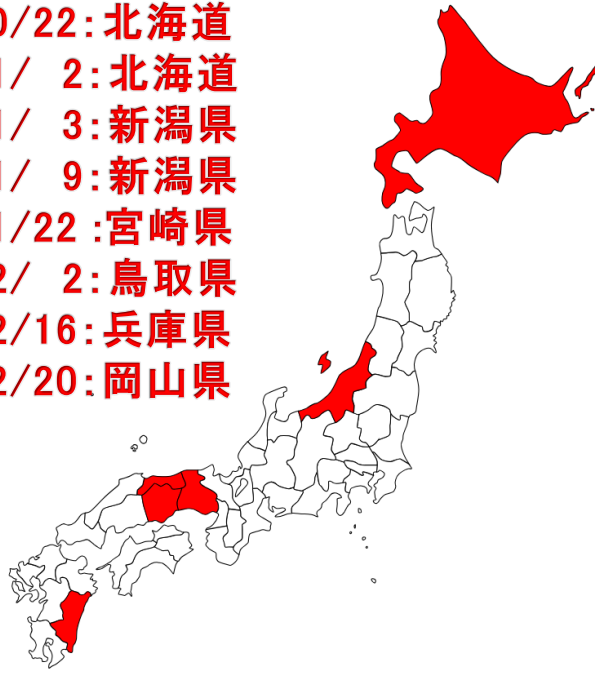 0/22:北海道
1/ 2:北海道
1/ 3:新潟県
1/ 9:新潟県
1/22:宮崎県
2/ 2:鳥取県
2/16:兵庫県
2/20:岡山県